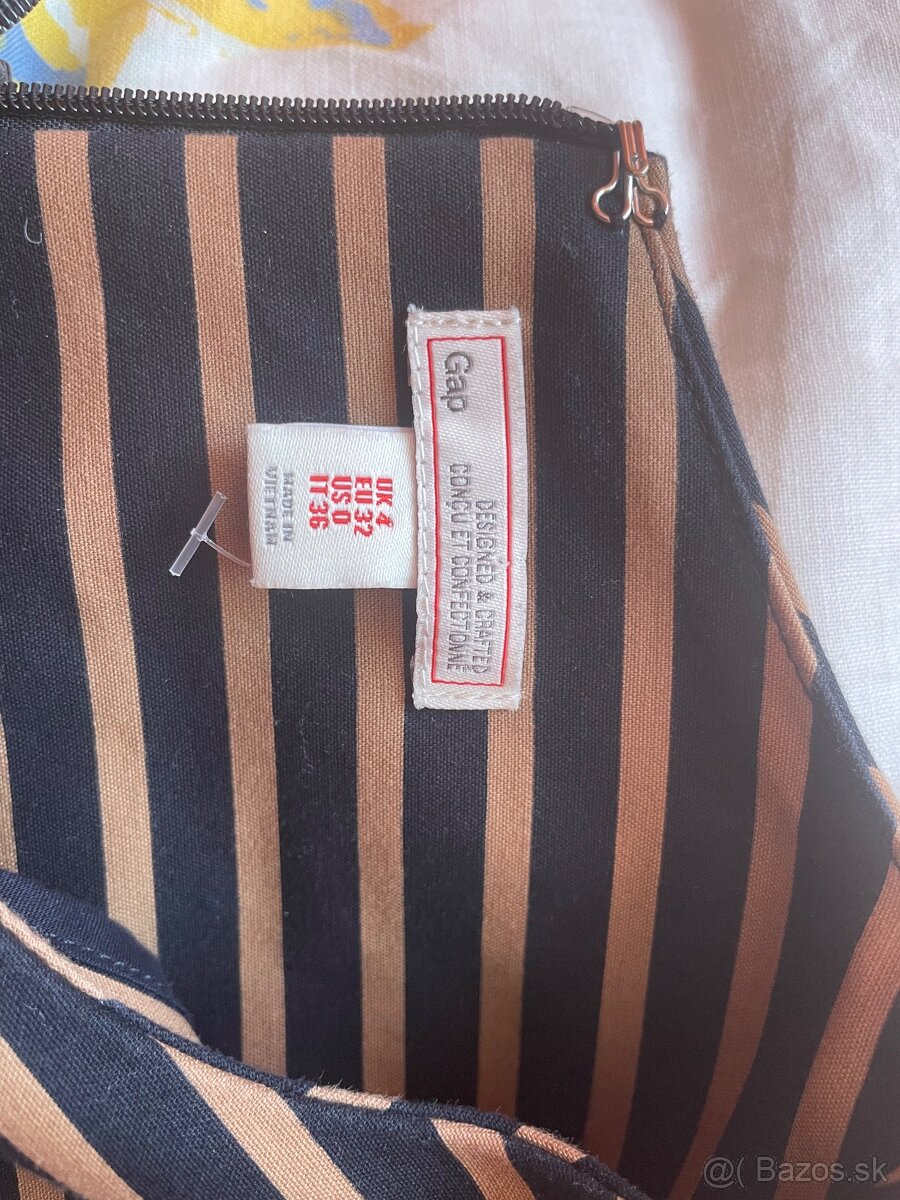 Gap
DESIGNED & CRAFTED
CONÇU ET CONFECTIONNÉ
UK 4
EU 32
US 0
IT 36
MADE IN
VIETNAM
@( Bazos.sk